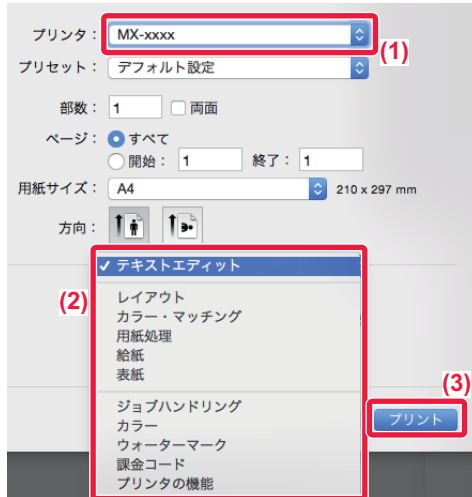 プリンタ： MX-xxxx
(1)
プリセット： デフォルト設定
部数： 1 両面
ページ： すべて
開始： 1 終了： 1
用紙サイズ： A4 210 x 297 mm
方向：
(2)
✓ テキストエディット
レイアウト
カラー・マッチング
用紙処理
給紙
表紙
ジョブハンドリング
カラー
ウォーターマーク
課金コード
プリンタの機能
(3)
プリント